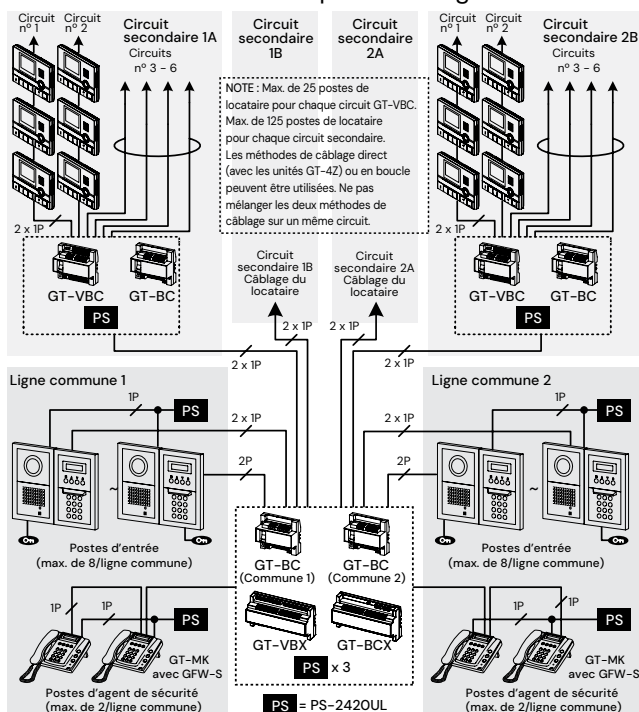 Circuit
nº 1
Circuit
nº 2
Circuit
secondaire 1A
Circuits
nº 3 - 6
Circuit
secondaire
1B
Circuit
secondaire
2A
Circuit
nº 1
Circuit
nº 2
Circuit
secondaire 2B
Circuits
nº 3 - 6
NOTE : Max. de 25 postes de
locataire pour chaque circuit GT-VBC.
Max. de 125 postes de locataire
pour chaque circuit secondaire.
Les méthodes de câblage direct
(avec les unités GT-4Z) ou en boucle
peuvent être utilisées. Ne pas
mélanger les deux méthodes de
câblage sur un même circuit.
2 x 1P
GT-VBC
GT-BC
PS
Circuit
secondaire 1B
Câblage du
locataire
Circuit
secondaire 2A
Câblage du
locataire
2 x 1P
GT-VBC
GT-BC
PS
2 x 1P
2 x 1P
2 x 1P
2 x 1P
Ligne commune 1
1P
PS
2 x 1P
2P
~
Postes d'entrée
(max. de 8/ligne commune)
Ligne commune 2
1P
PS
2 x 1P
2P
~
Postes d'entrée
(max. de 8/ligne commune)
GT-BC
(Commune 1)
GT-BC
(Commune 2)
GT-VBX
GT-BCX
PS x 3
PS = PS-2420UL
1P
1P
PS
GT-MK
avec GFW-S
Postes d'agent de sécurité
(max. de 2/ligne commune)
1P
1P
PS
GT-MK
avec GFW-S
Postes d'agent de sécurité
(max. de 2/ligne commune)